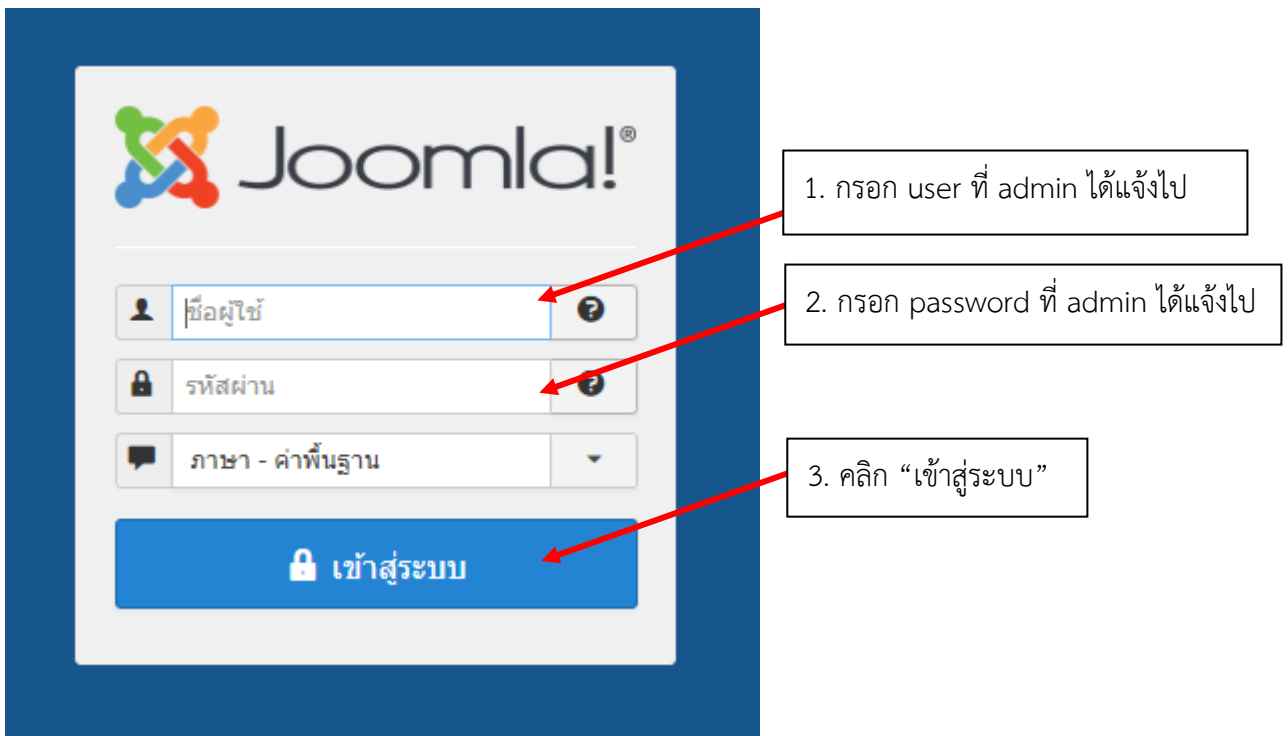 Joomla!®
1. กรอก user ที่ admin ได้แจ้งไป
ชื่อผู้ใช้
2. กรอก password ที่ admin ได้แจ้งไป
รหัสผ่าน
ภาษา - ค่าพื้นฐาน
3. คลิก “เข้าสู่ระบบ”
เข้าสู่ระบบ